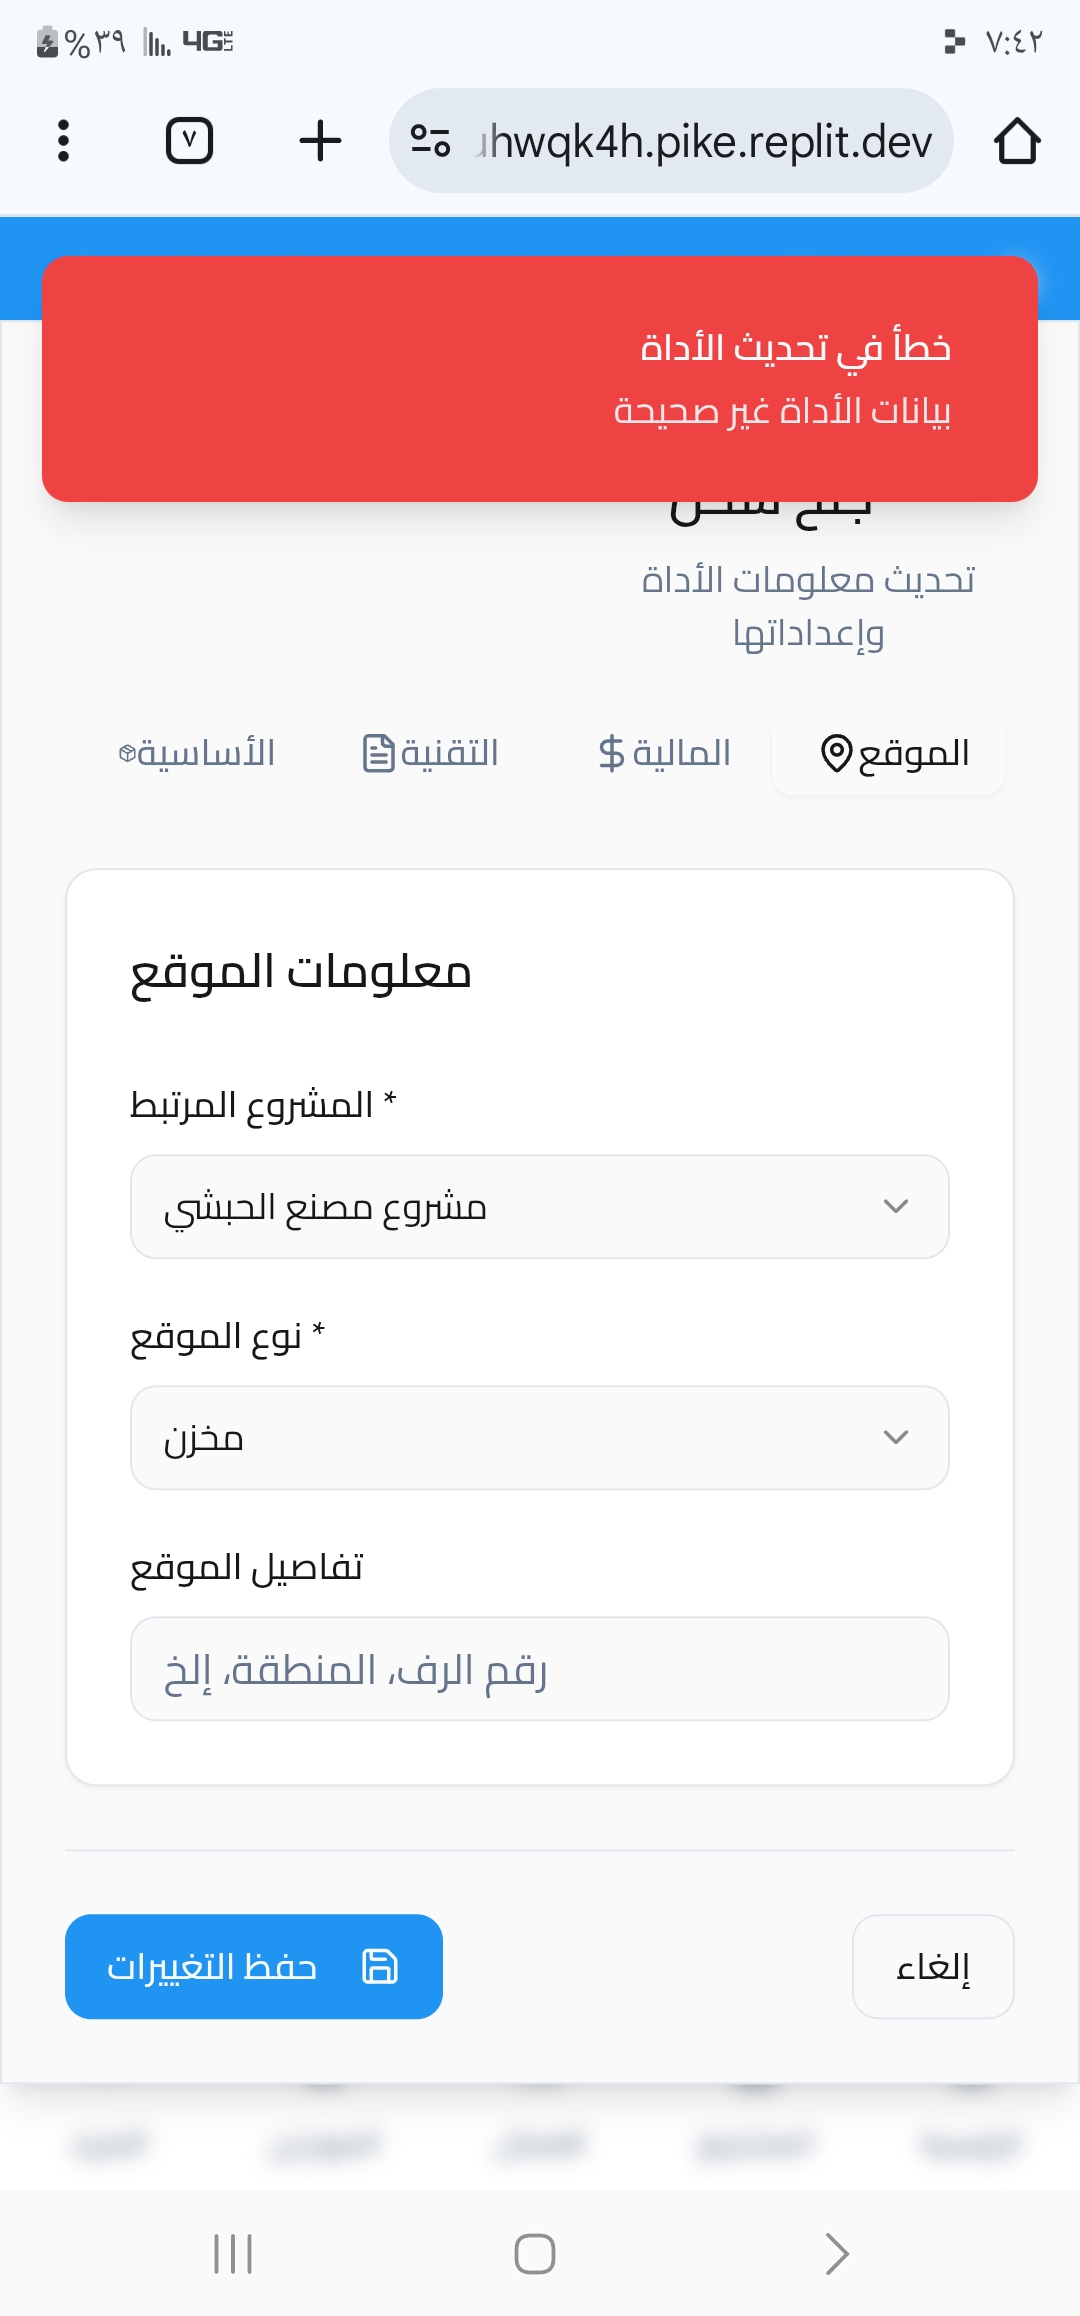 ٧:٤٢
4G LTE
%٣٩
hwqk4h.pike.replit.dev
٧
خطأ في تحديث الأداة
بيانات الأداة غير صحيحة
تحديث معلومات الأداة
وإعداداتها
الموقع
المالية
التقنية
الأساسية
معلومات الموقع
المشروع المرتبط *
مشروع مصنع الحبشي
نوع الموقع *
مخزن
تفاصيل الموقع
رقم الرف، المنطقة، إلخ
إلغاء
حفظ التغييرات